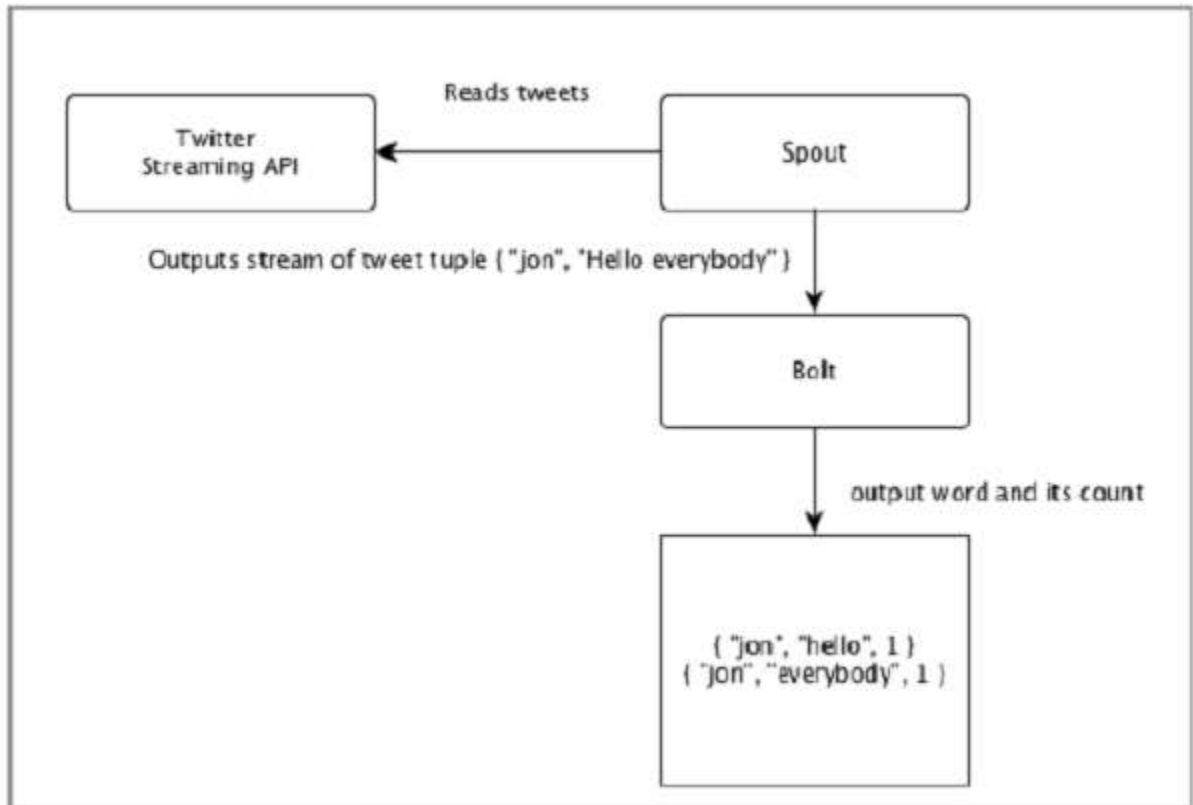 Reads tweets
Twitter
Streaming API
Spout
Outputs stream of tweet tuple { "jon", "Hello everybody" }
Bolt
output word and its count
{ "jon", "hello", 1 }
{ "jon", "everybody", 1 }